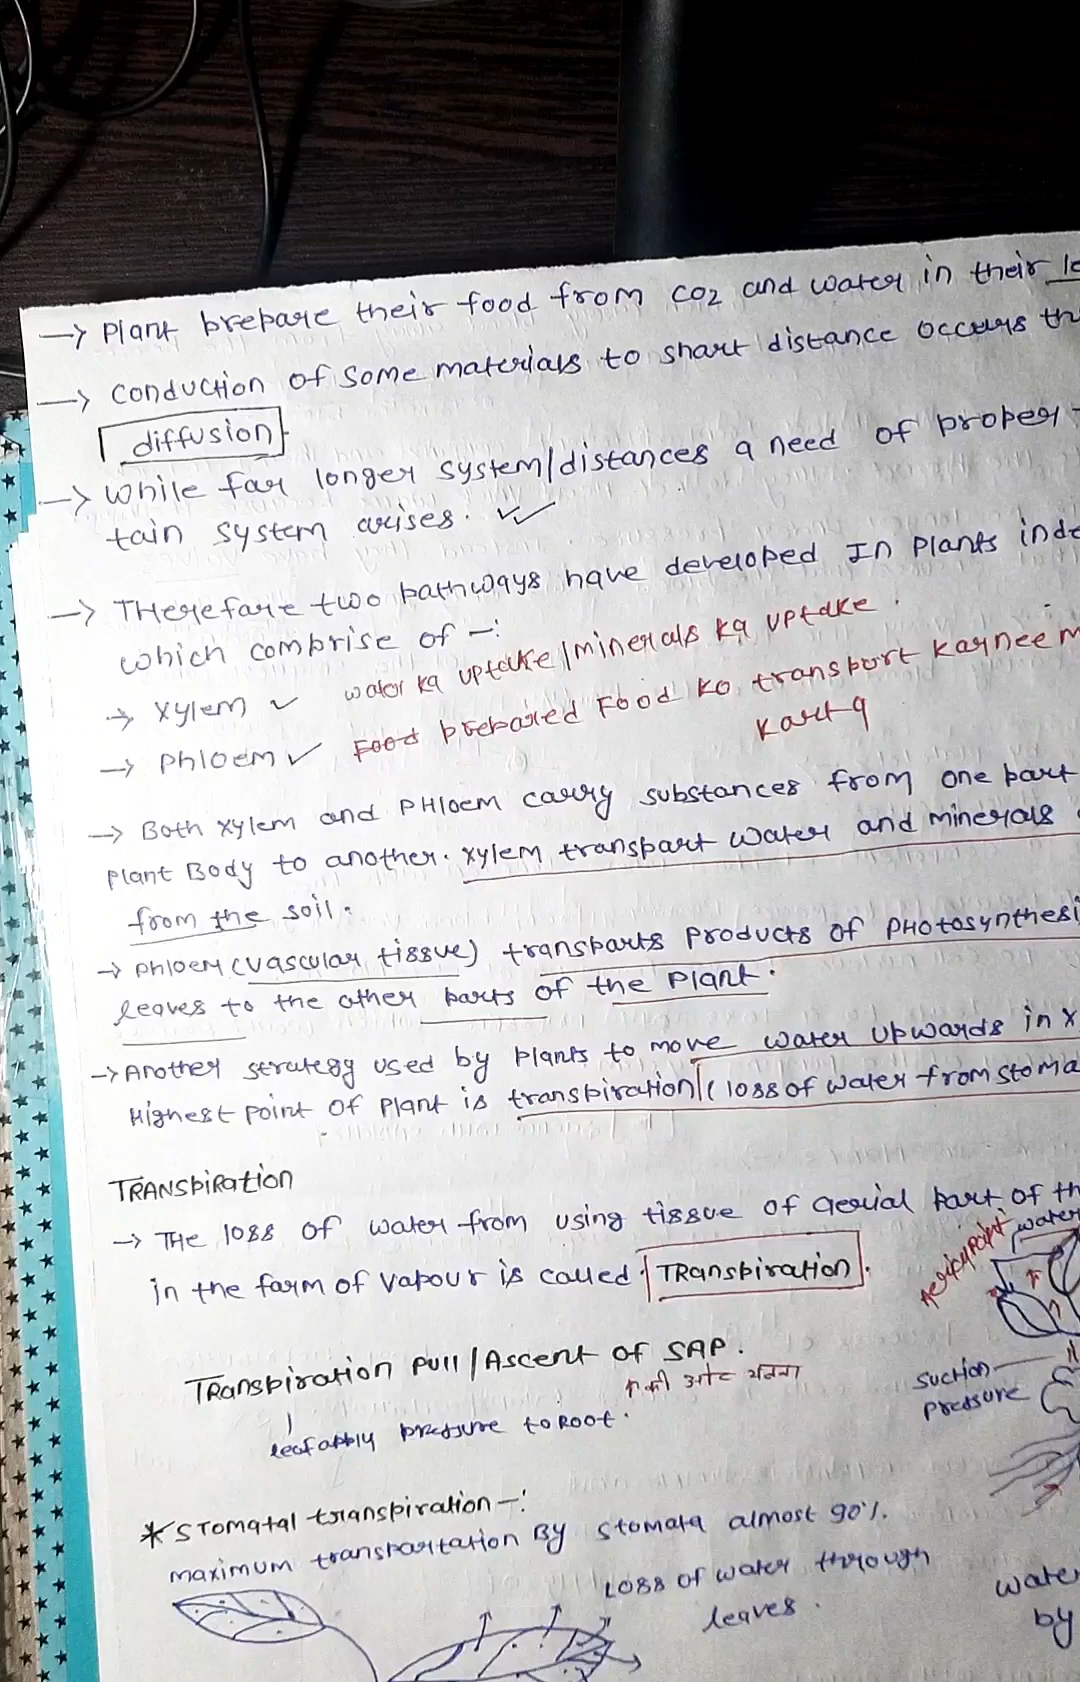 → Plant prepare their food from CO2 and water in their le
→ Conduction of some materials to short distance occurs th
diffusion
→ While for longer system/distances a need of proper
tain system arises.
→ Therefore two pathways have developed In Plants inde
which comprise of -:
→ Xylem ✓ water ka uptake/minerals ka uptake.
→ Phloem ✓ prepared Food ko transport karnee m
karta
→ Both xylem and PHloem carry substances from one part
Plant Body to another. xylem transport water and minerals
from the soil.
→ Phloem (vascular tissue) transports Products of PHotosynthesi
leaves to the other parts of the Plant.
→ Another strategy used by plants to move water upwards in x
Highest point of Plant is transpiration (loss of water from stoma
TRANSpiRation
→ THe loss of water from using tissue of aerial part of th
in the form of vapour is called TRanspiration.
water
Suction
Pressure
TRanspiration Pull/Ascent of SAP.
leaf apply pressure to Root.
* STomatal transpiration -:
maximum transportation By stomata almost 90%.
Loss of water through
leaves.
wate
by